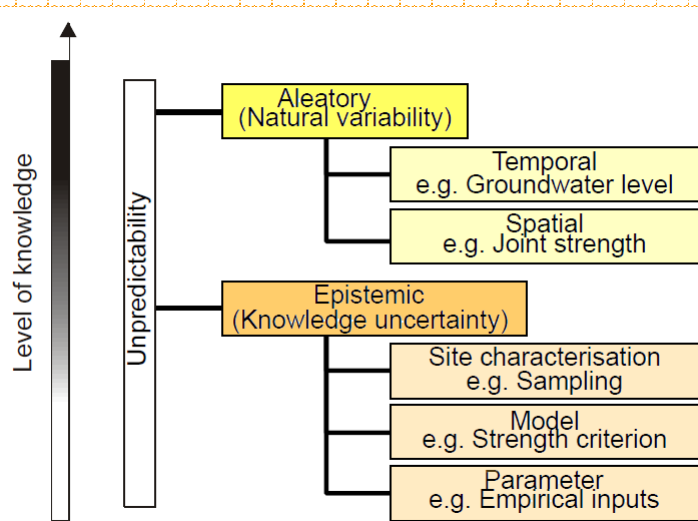 Level of knowledge
Unpredictability
Aleatory
(Natural variability)
Temporal
e.g. Groundwater level
Spatial
e.g. Joint strength
Epistemic
(Knowledge uncertainty)
Site characterisation
e.g. Sampling
Model
e.g. Strength criterion
Parameter
e.g. Empirical inputs